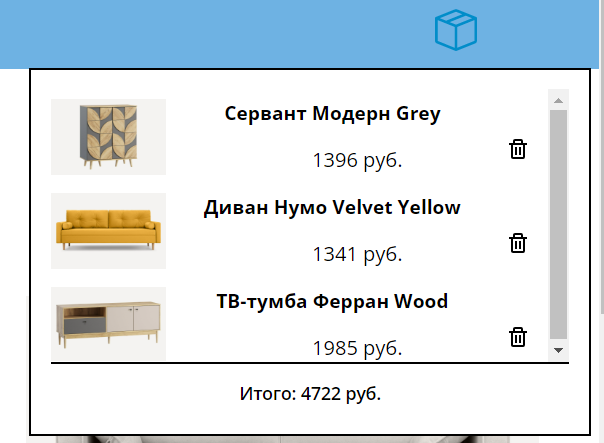 Сервант Модерн Grey
1396 руб.
Диван Нумо Velvet Yellow
1341 руб.
ТВ-тумба Ферран Wood
1985 руб.
Итого: 4722 руб.